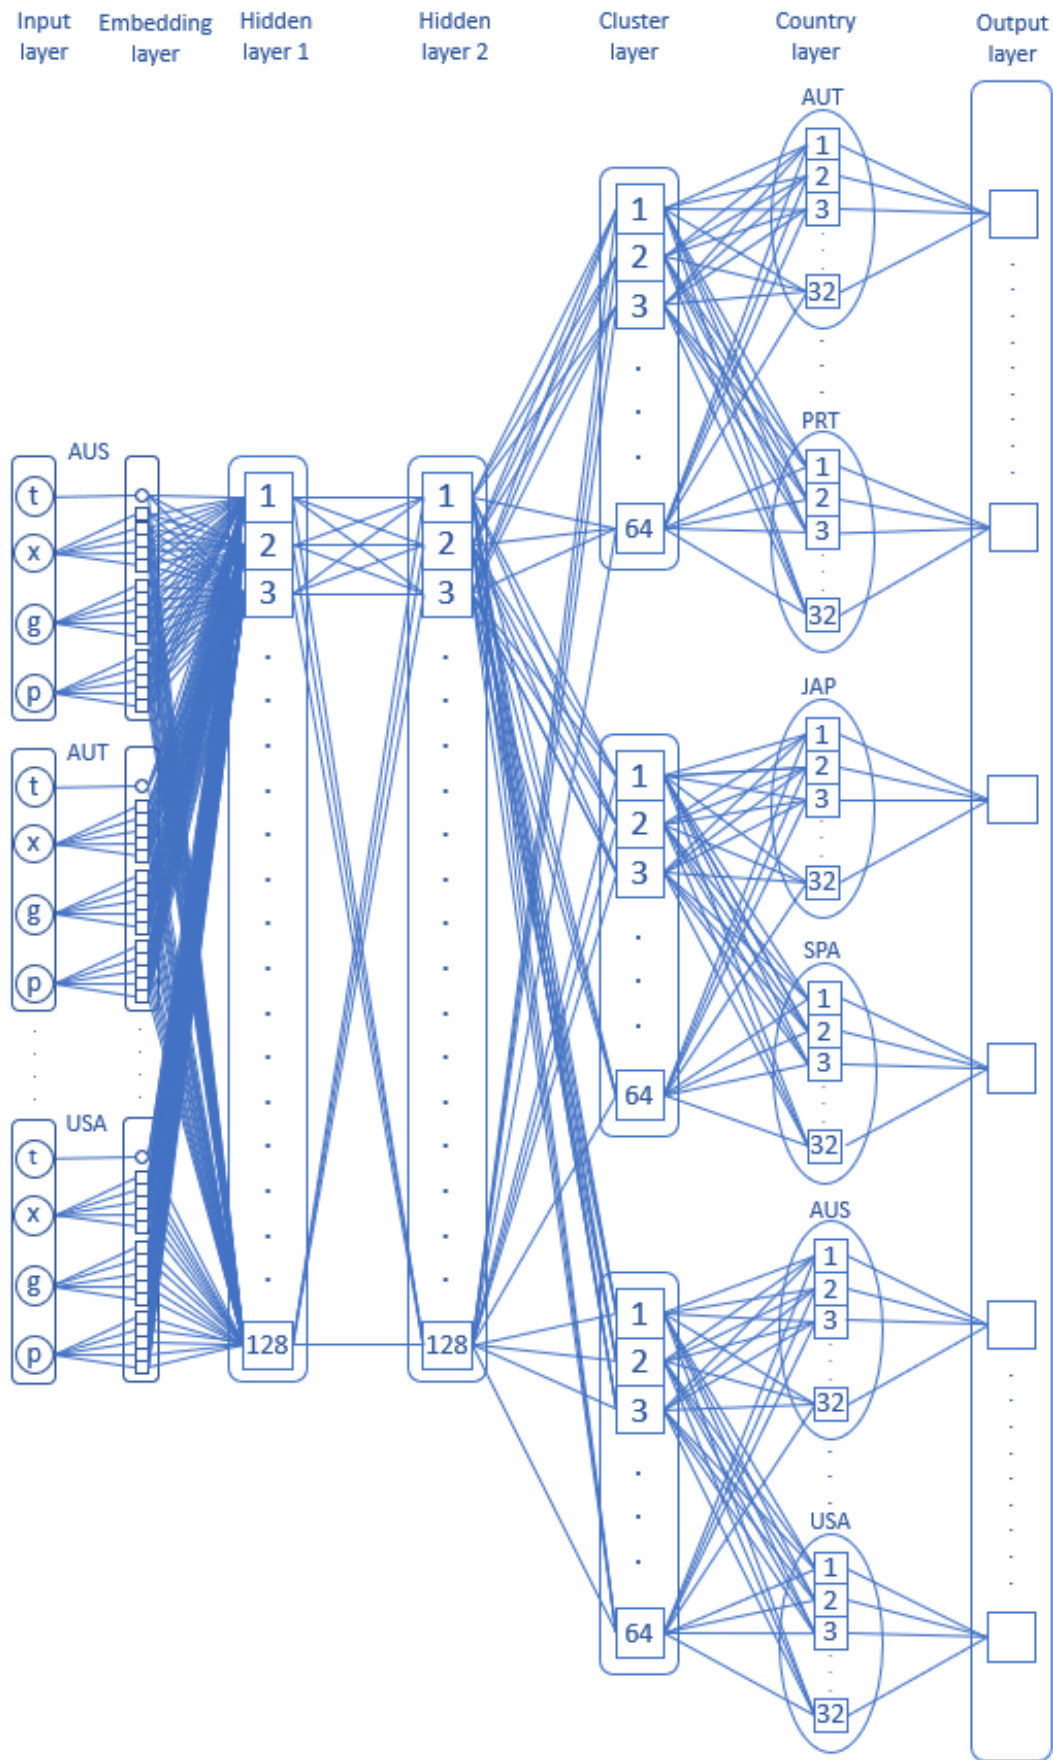 Input layer
Embedding layer
Hidden layer 1
Hidden layer 2
Cluster layer
Country layer
Output layer
AUS
t
x
g
p
AUT
t
x
g
p
USA
t
x
g
p
1
2
3
128
1
2
3
128
1
2
3
64
1
2
3
64
1
2
3
64
AUT
1
2
3
32
PRT
1
2
3
32
JAP
1
2
3
32
SPA
1
2
3
32
AUS
1
2
3
32
USA
1
2
3
32